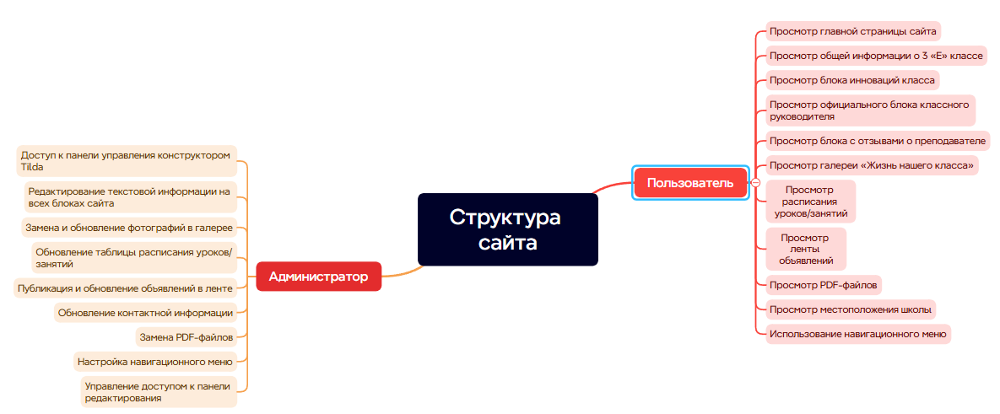 Структура
сайта
Пользователь
Просмотр главной страницы сайта
Просмотр общей информации о 3 «Е» классе
Просмотр блока инноваций класса
Просмотр официального блока классного
руководителя
Просмотр блока с отзывами о преподавателе
Просмотр галереи «Жизнь нашего класса»
Просмотр
расписания
уроков/занятий
Просмотр
ленты
объявлений
Просмотр PDF-файлов
Просмотр местоположения школы
Использование навигационного меню
Администратор
Доступ к панели управления конструктором
Tilda
Редактирование текстовой информации на
всех блоках сайта
Замена и обновление фотографий в галерее
Обновление таблицы расписания уроков/
занятий
Публикация и обновление объявлений в ленте
Обновление контактной информации
Замена PDF-файлов
Настройка навигационного меню
Управление доступом к панели
редактирования